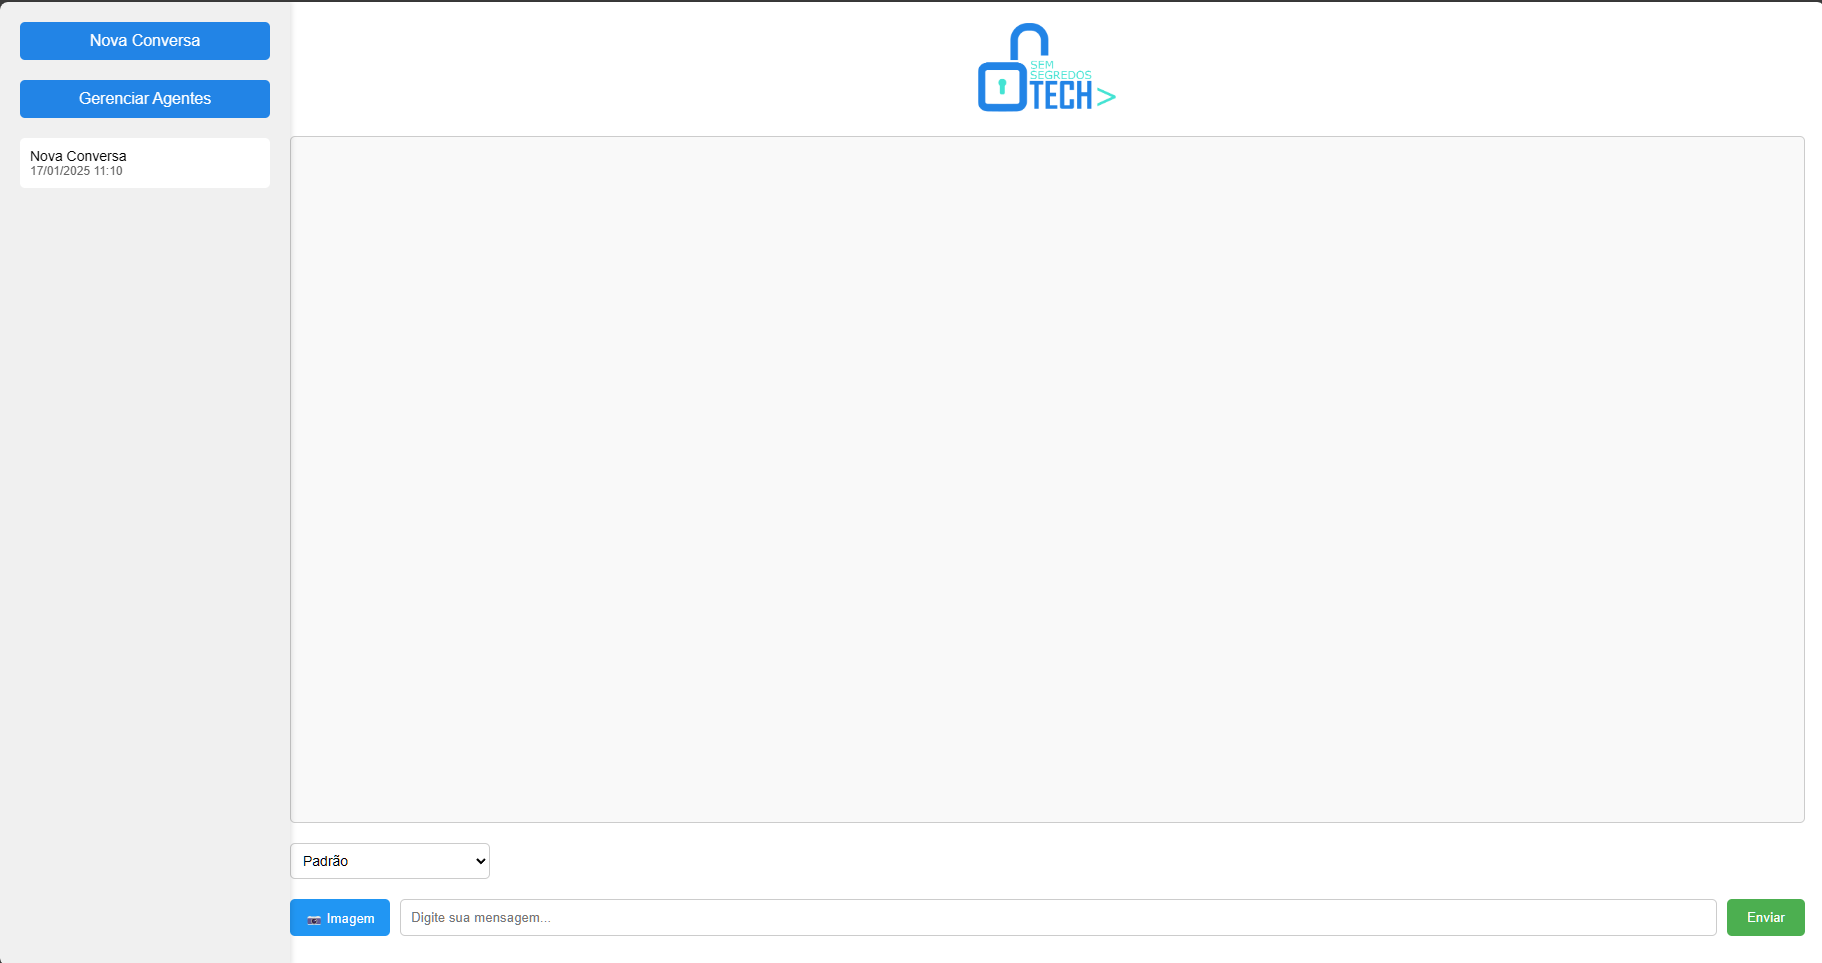 Nova Conversa
Gerenciar Agentes
Nova Conversa
17/01/2025 11:10
SEM
SEGREDOS
TECH>
Padrão
Imagem
Digite sua mensagem...
Enviar